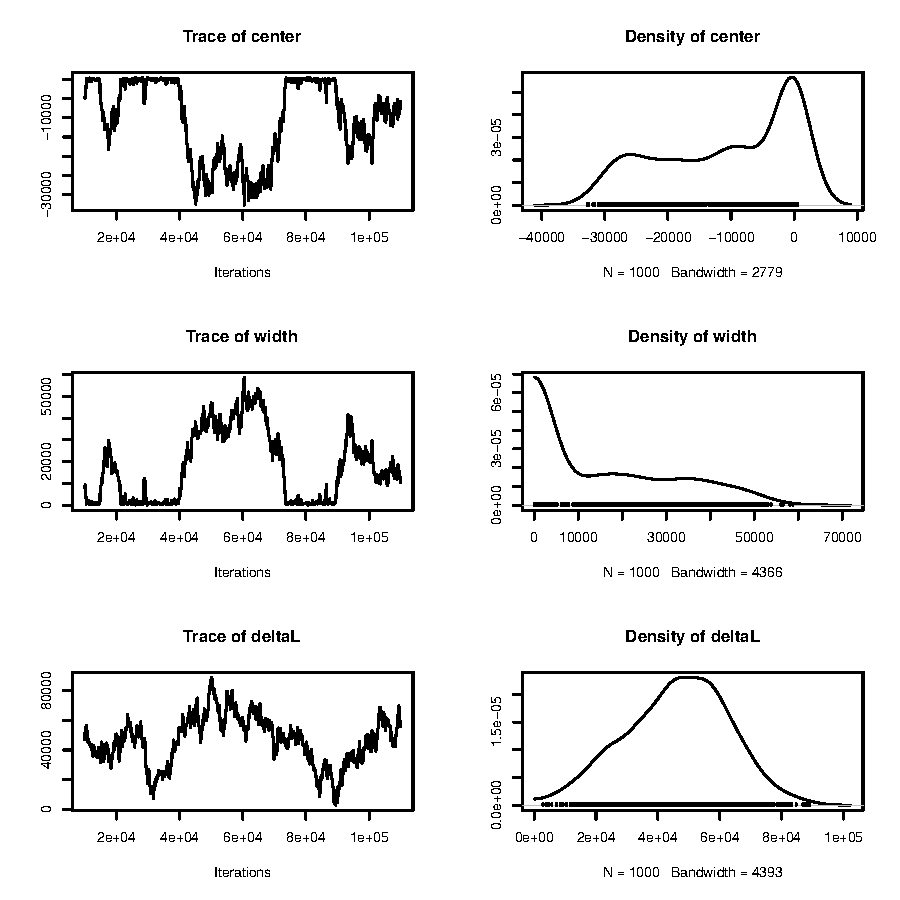 Trace of center
Density of center
−10000
−30000
2e+04 4e+04 6e+04 8e+04 1e+05
Iterations
3e−05
0e+00
−40000 −30000 −20000 −10000 0 10000
N = 1000 Bandwidth = 2779
Trace of width
Density of width
50000
20000
0
2e+04 4e+04 6e+04 8e+04 1e+05
Iterations
6e−05
3e−05
0e+00
0 10000 30000 50000 70000
N = 1000 Bandwidth = 4366
Trace of deltaL
Density of deltaL
80000
40000
0
2e+04 4e+04 6e+04 8e+04 1e+05
Iterations
1.5e−05
0.0e+00
0e+00 2e+04 4e+04 6e+04 8e+04 1e+05
N = 1000 Bandwidth = 4393